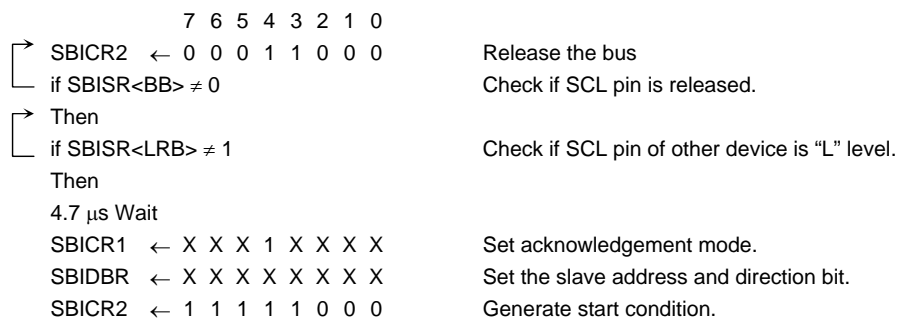 7 6 5 4 3 2 1 0
SBICR2 ← 0 0 0 1 1 0 0 0 Release the bus
if SBISR<BB> ≠ 0 Check if SCL pin is released.
Then
if SBISR<LRB> ≠ 1 Check if SCL pin of other device is “L” level.
Then
4.7 μs Wait
SBICR1 ← X X X 1 X X X X Set acknowledgement mode.
SBIDBR ← X X X X X X X X Set the slave address and direction bit.
SBICR2 ← 1 1 1 1 1 0 0 0 Generate start condition.